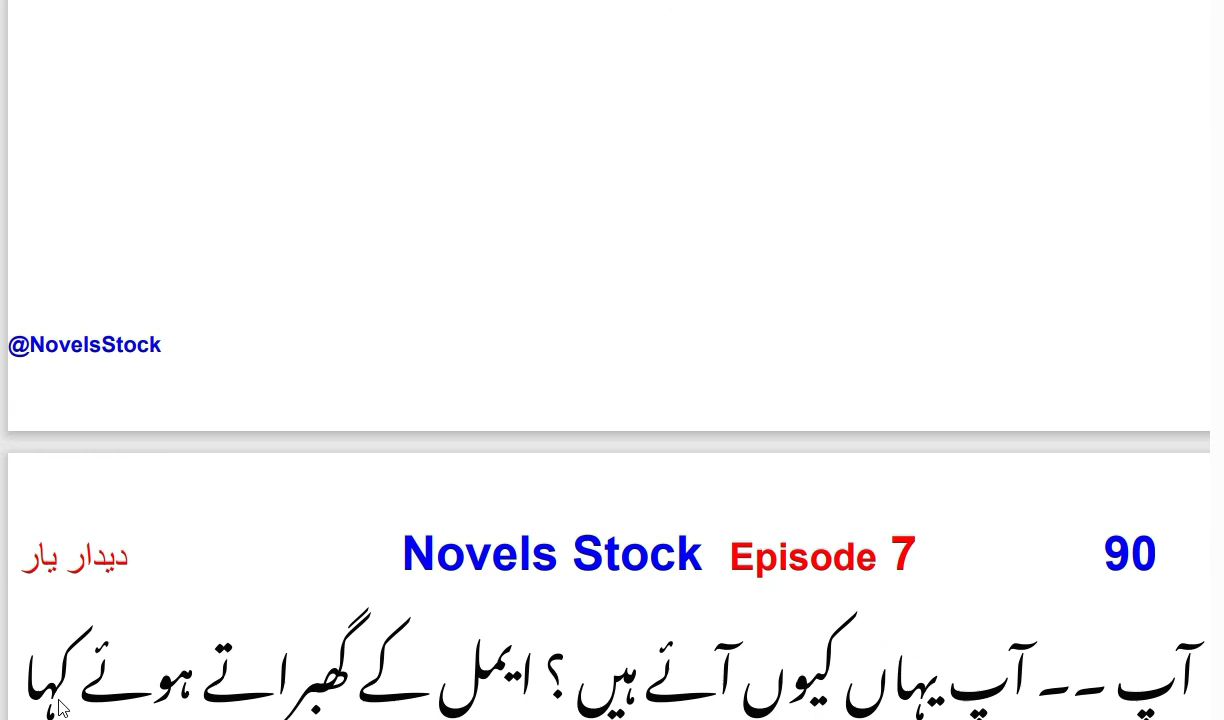 @NovelsStock
دیدار یار Novels Stock Episode 7 90
آپ ۔۔ آپ یہاں کیوں آئے ہیں ؟ ایمل کے گھبراتے ہوئے کہا